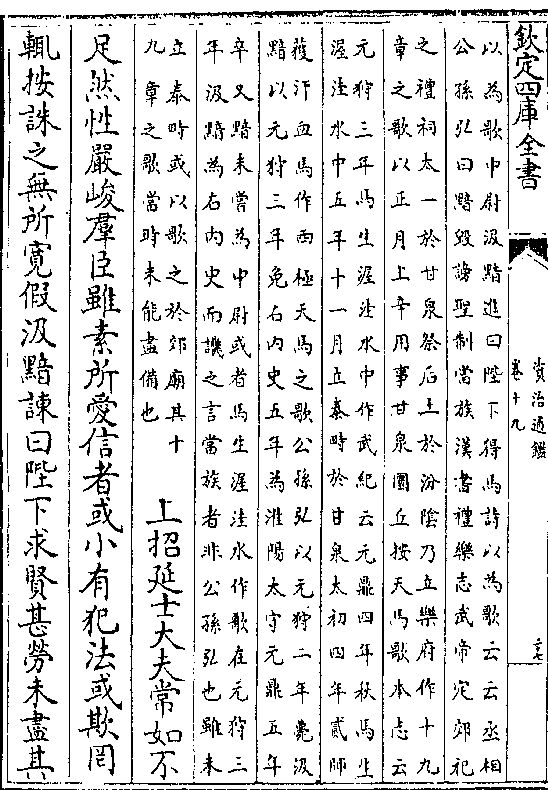 欽定四庫全書
資治通鑑
卷十九
以為歌中尉汲黯進曰陛下得馬詩以為歌云云丞相
公孫弘曰黯毀謗聖制當族漢書禮樂志武帝定郊祀
之禮祠太一於甘泉祭后土於汾陰乃立樂府作十九
章之歌以正月上辛用事甘泉圜丘按天馬歌本志云
元狩三年馬生渥洼水中作武紀云元鼎四年秋馬生
渥洼水中五年十一月立泰畤於甘泉太初四年貳師
獲汗血馬作西極天馬之歌公孫弘以元狩二年薨汲
黯以元狩三年免右内史五年為淮陽太守元鼎五年
卒又黯未嘗為中尉或者馬生渥洼水作歌在元狩三
年汲黯為右内史而譏之言當族者非公孫弘也雖未
立泰畤或以歌之於郊廟其十
九章之歌當時未能盡備也
上招延士大夫常如不
足然性嚴峻羣臣雖素所愛信者或小有犯法或欺罔
輒按誅之無所寛假汲黯諫曰陛下求賢甚勞未盡其